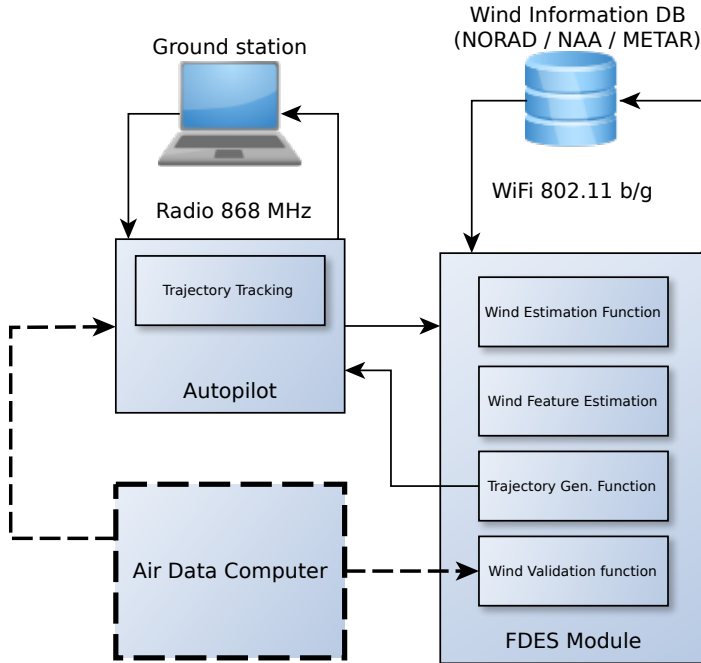 Wind Information DB
(NORAD / NAA / METAR)
Ground station
WiFi 802.11 b/g
Radio 868 MHz
Trajectory Tracking
Autopilot
Wind Estimation Function
Wind Feature Estimation
Trajectory Gen. Function
Wind Validation function
Air Data Computer
FDES Module